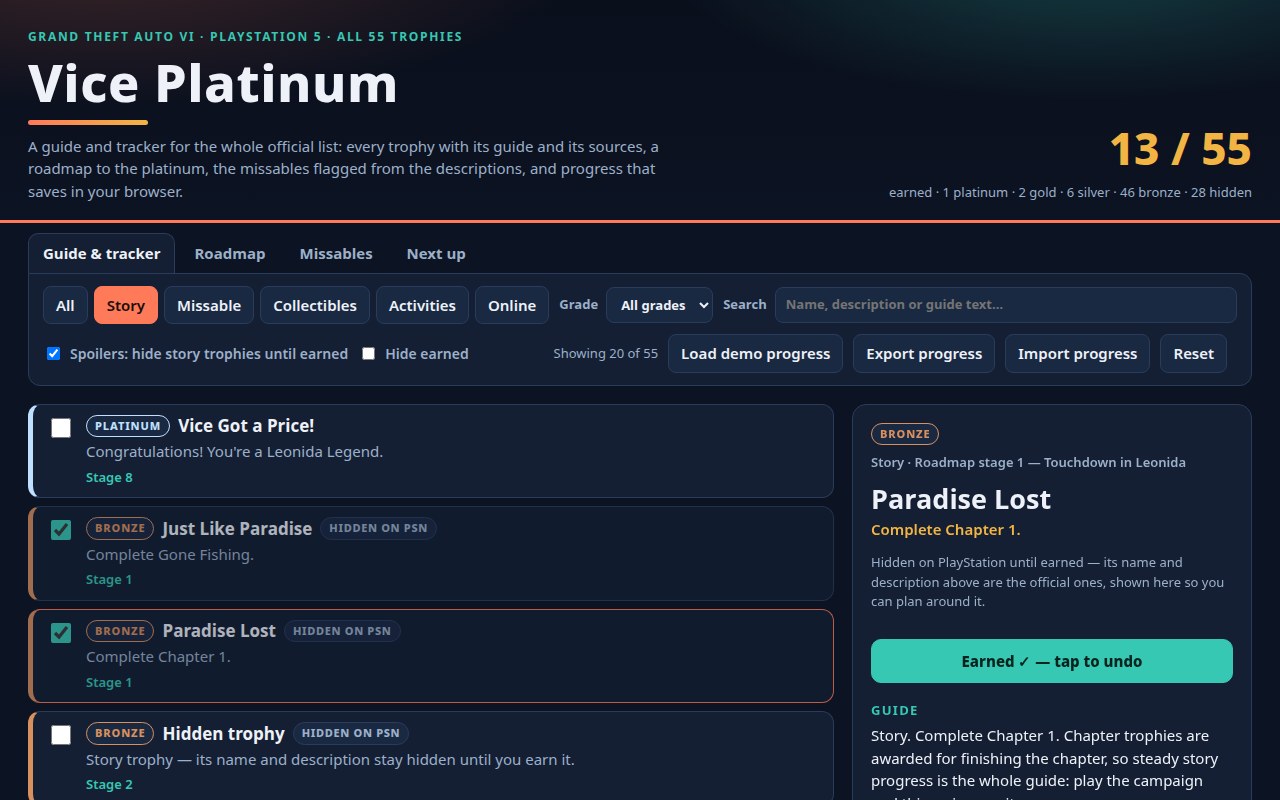 GRAND THEFT AUTO VI · PLAYSTATION 5 · ALL 55 TROPHIES
Vice Platinum
A guide and tracker for the whole official list: every trophy with its guide and its sources, a
roadmap to the platinum, the missables flagged from the descriptions, and progress that
saves in your browser.
13 / 55
earned · 1 platinum · 2 gold · 6 silver · 46 bronze · 28 hidden
Guide & tracker Roadmap Missables Next up
All Story Missable Collectibles Activities Online Grade All grades Search Name, description or guide text...
Spoilers: hide story trophies until earned Hide earned Showing 20 of 55 Load demo progress Export progress Import progress Reset
PLATINUM Vice Got a Price!
Congratulations! You're a Leonida Legend.
Stage 8
BRONZE Just Like Paradise HIDDEN ON PSN
Complete Gone Fishing.
Stage 1
BRONZE Paradise Lost HIDDEN ON PSN
Complete Chapter 1.
Stage 1
BRONZE Hidden trophy HIDDEN ON PSN
Story trophy — its name and description stay hidden until you earn it.
Stage 2
BRONZE
Story · Roadmap stage 1 — Touchdown in Leonida
Paradise Lost
Complete Chapter 1.
Hidden on PlayStation until earned — its name and
description above are the official ones, shown here so you
can plan around it.
Earned ✓ — tap to undo
GUIDE
Story. Complete Chapter 1. Chapter trophies are
awarded for finishing the chapter, so steady story
progress is the whole guide: play the campaign